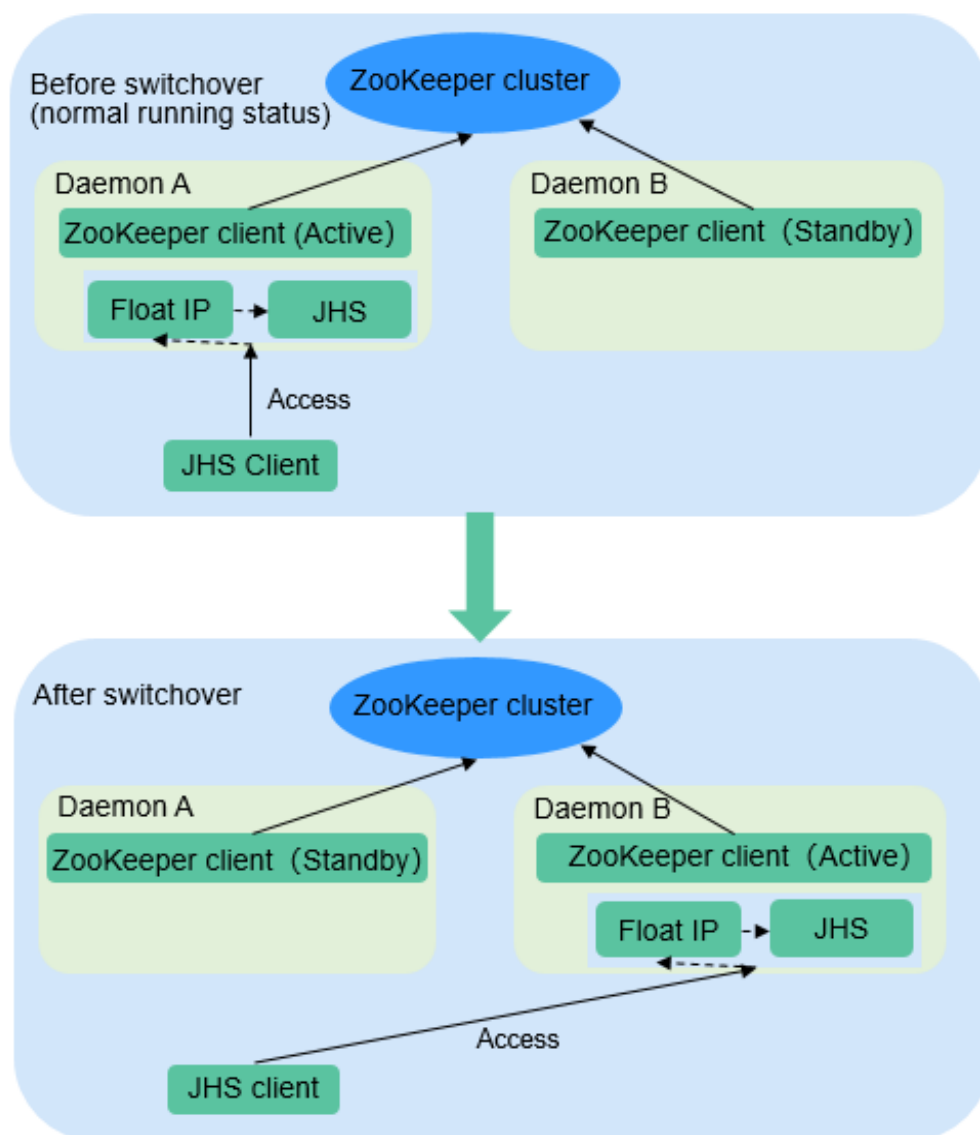 ZooKeeper cluster
Before switchover
(normal running status)
Daemon A
ZooKeeper client (Active)
Float IP
JHS
Access
JHS Client
Daemon B
ZooKeeper client（Standby）
After switchover
ZooKeeper cluster
Daemon A
ZooKeeper client（Standby）
Daemon B
ZooKeeper client（Active）
Float IP
JHS
Access
JHS client